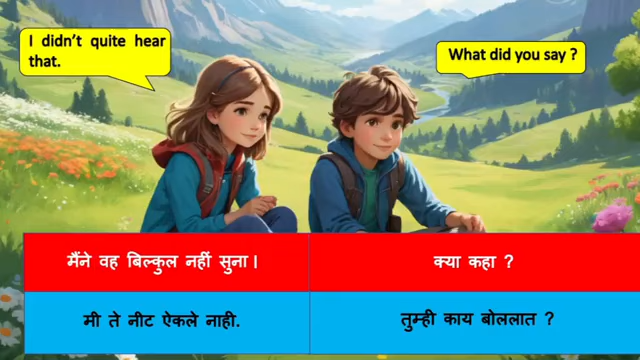 I didn't quite hear
that.
What did you say ?
मैंने वह बिल्कुल नहीं सुना।
क्या कहा ?
मी ते नीट ऐकले नाही.
तुम्ही काय बोललात ?